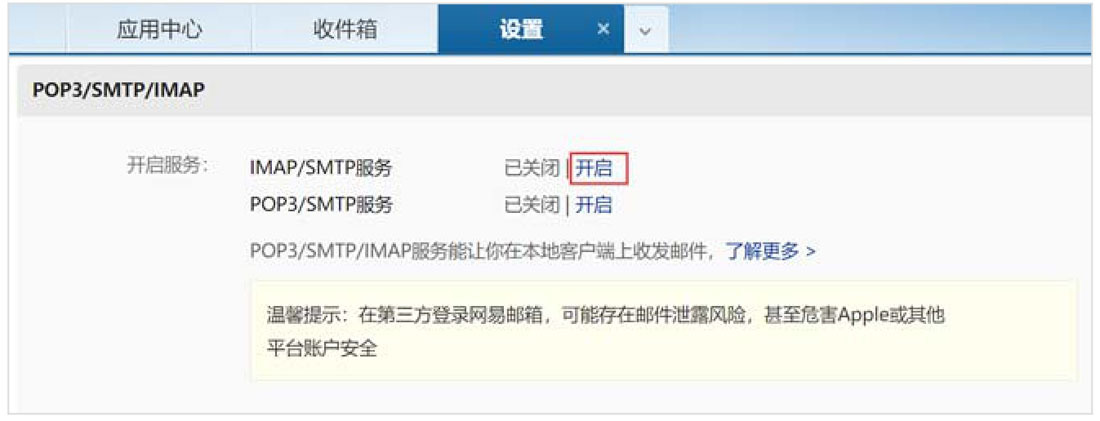 应用中心 收件箱 设置 ×
POP3/SMTP/IMAP
开启服务： IMAP/SMTP服务 已关闭 | 开启
POP3/SMTP服务 已关闭 | 开启
POP3/SMTP/IMAP服务能让你在本地客户端上收发邮件，了解更多 >
温馨提示：在第三方登录网易邮箱，可能存在邮件泄露风险，甚至危害Apple或其他
平台账户安全